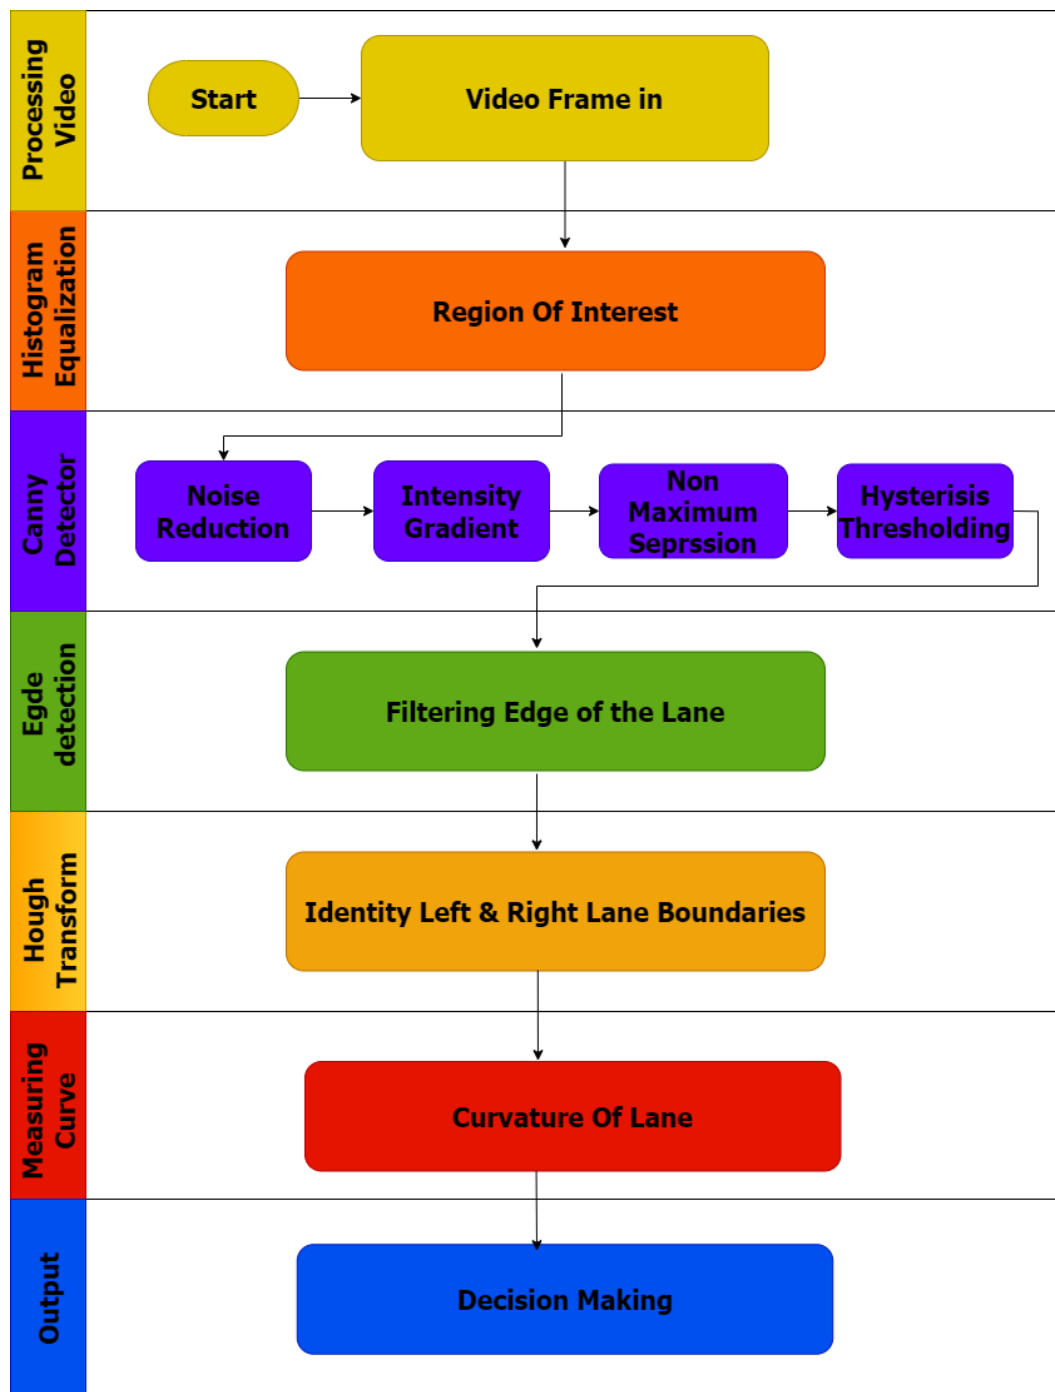 Processing
Video
Start
Video Frame in
Histogram
Equalization
Region Of Interest
Canny
Detector
Noise
Reduction
Intensity
Gradient
Non
Maximum
Seprssion
Hysterisis
Thresholding
Egde
detection
Filtering Edge of the Lane
Hough
Transform
Identity Left & Right Lane Boundaries
Measuring
Curve
Curvature Of Lane
Output
Decision Making